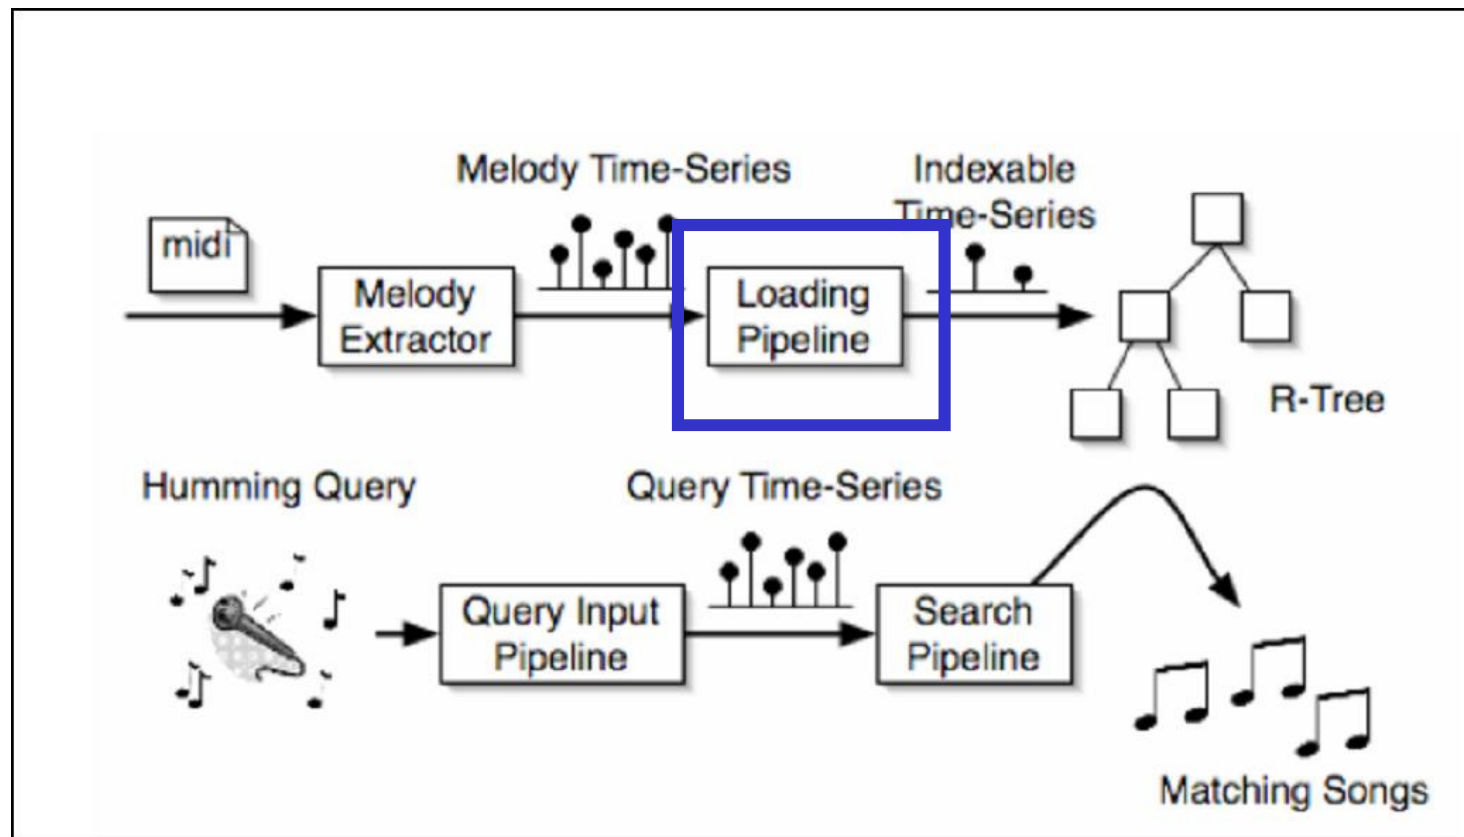 Melody Time-Series
Indexable
Time-Series
midi
Melody
Extractor
Loading
Pipeline
R-Tree
Humming Query
Query Time-Series
Query Input
Pipeline
Search
Pipeline
Matching Songs